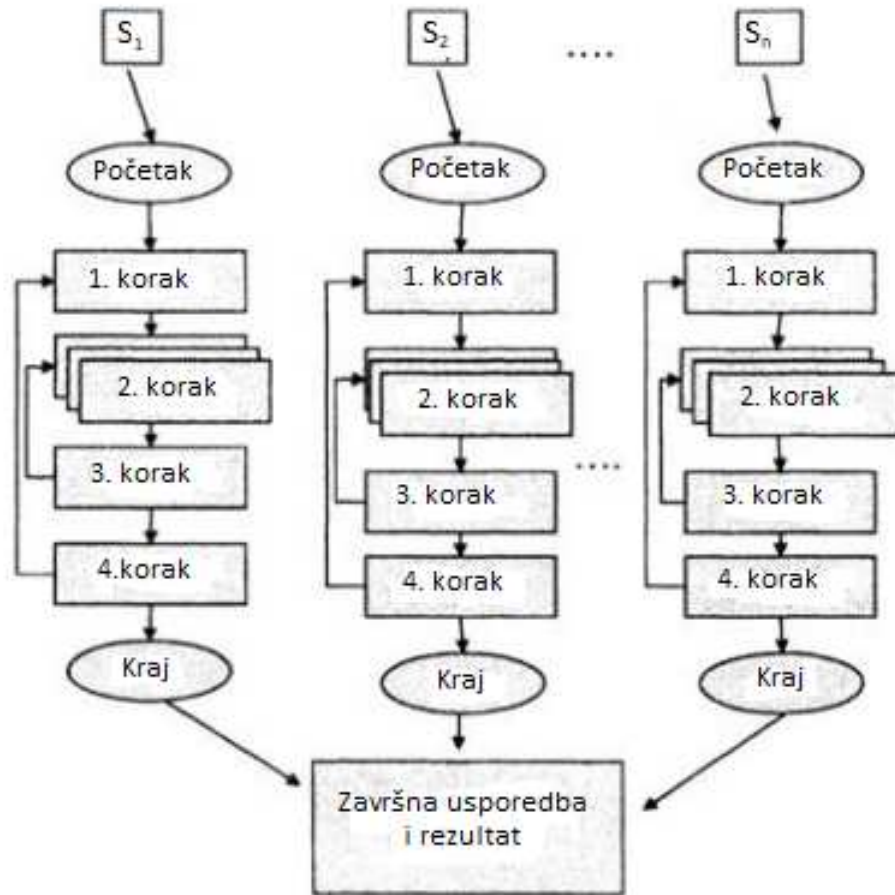 S1
S2
....
Sn
Početak
Početak
Početak
1. korak
1. korak
1. korak
2. korak
2. korak
2. korak
3. korak
3. korak
....
3. korak
4.korak
4. korak
4. korak
Kraj
Kraj
Kraj
Završna usporedba
i rezultat